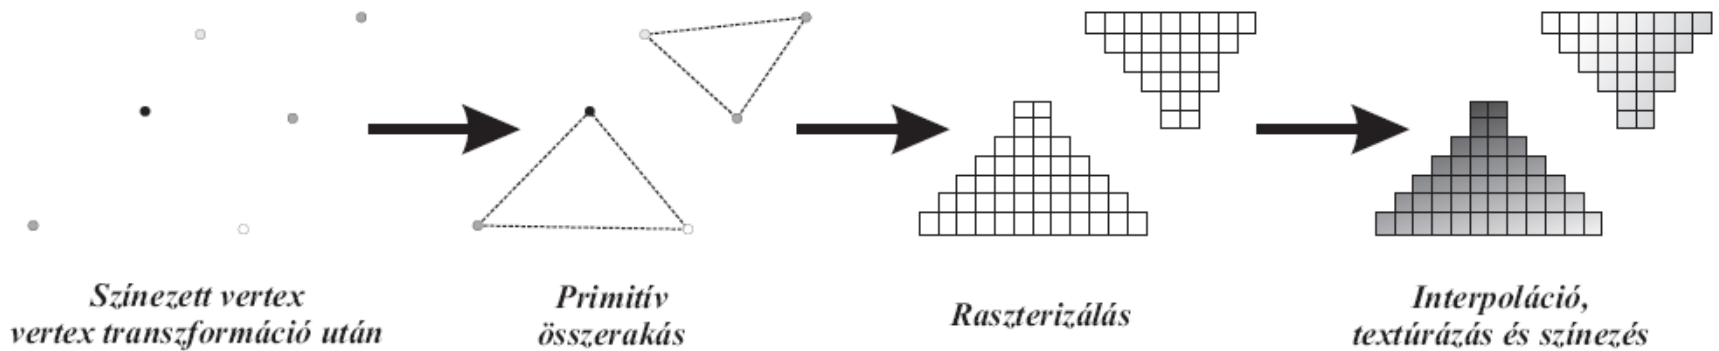 Színezett vertex
vertex transzformáció után
Primitív
összerakás
Raszterizálás
Interpoláció,
textúrázás és színezés